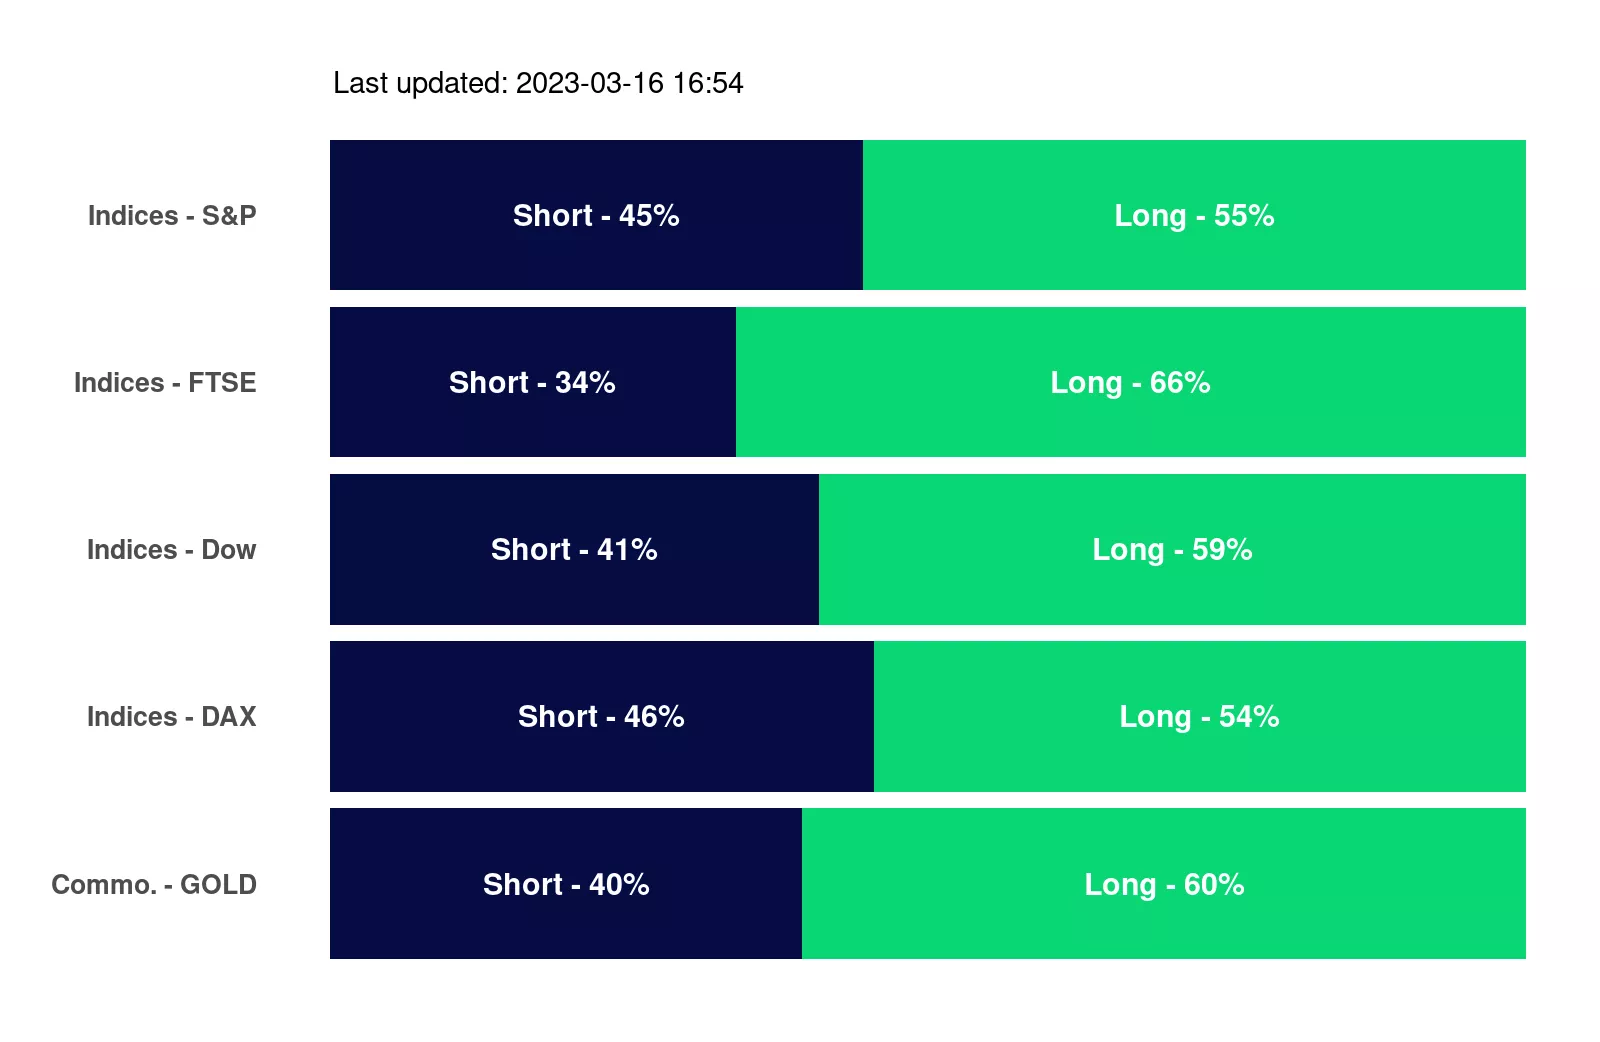 Last updated: 2023-03-16 16:54
Indices - S&P Short - 45% Long - 55%
Indices - FTSE Short - 34% Long - 66%
Indices - Dow Short - 41% Long - 59%
Indices - DAX Short - 46% Long - 54%
Commo. - GOLD Short - 40% Long - 60%